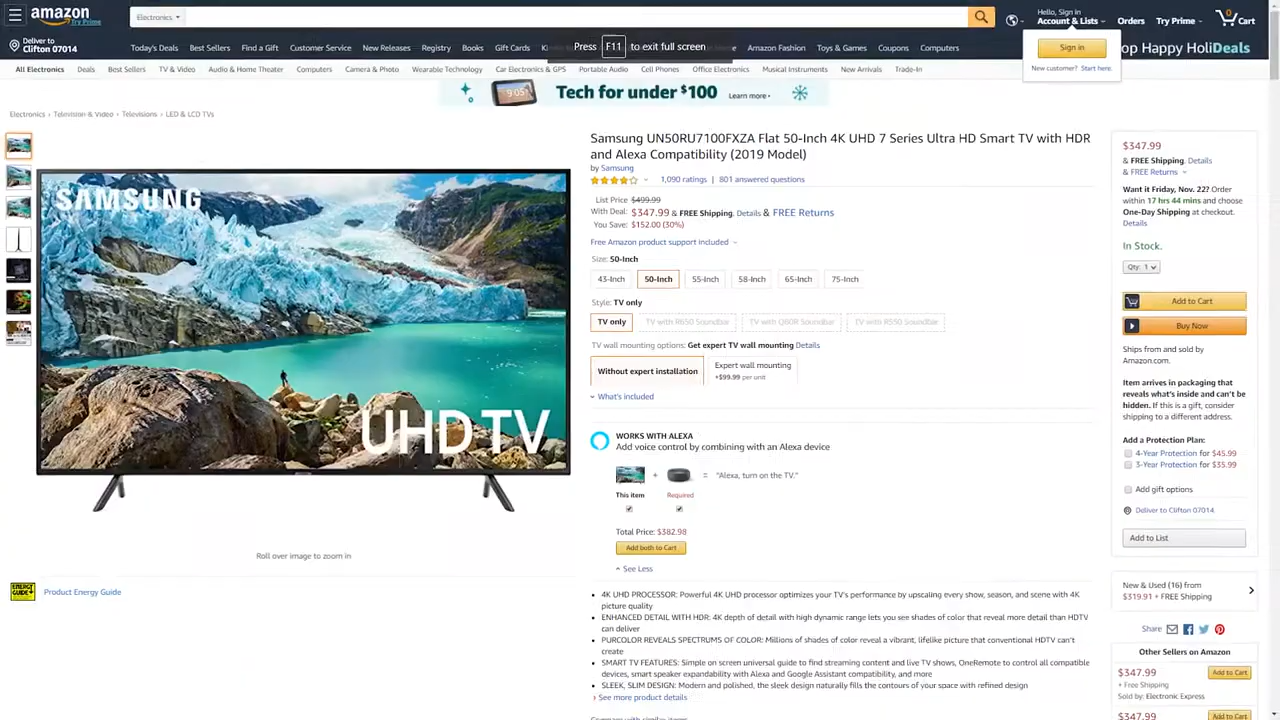 amazon
Try Prime
Electronics
Hello, Sign in
Account & Lists
Orders
Try Prime
0
Cart
Deliver to
Clifton 07014
Today's Deals
Best Sellers
Find a Gift
Customer Service
New Releases
Registry
Books
Gift Cards
Press F11 to exit full screen
Amazon Fashion
Toys & Games
Coupons
Computers
op Happy HoliDeals
Sign in
New customer? Start here.
All Electronics
Deals
Best Sellers
TV & Video
Audio & Home Theater
Computers
Camera & Photo
Wearable Technology
Car Electronics & GPS
Portable Audio
Cell Phones
Office Electronics
Musical Instruments
New Arrivals
Trade-In
9:05
Tech for under $100
Learn more ›
Electronics › Television & Video › Televisions › LED & LCD TVs
SAMSUNG
UHD TV
Roll over image to zoom in
Product Energy Guide
Samsung UN50RU7100FXZA Flat 50-Inch 4K UHD 7 Series Ultra HD Smart TV with HDR
and Alexa Compatibility (2019 Model)
by Samsung
1,090 ratings | 801 answered questions
List Price: $499.99
With Deal: $347.99 & FREE Shipping. Details & FREE Returns
You Save: $152.00 (30%)
Free Amazon product support included
Size: 50-Inch
43-Inch
50-Inch
55-Inch
58-Inch
65-Inch
75-Inch
Style: TV only
TV only
TV with R650 Soundbar
TV with Q80R Soundbar
TV with R550 Soundbar
TV wall mounting options: Get expert TV wall mounting Details
Without expert installation
Expert wall mounting
+$99.99 per unit
What's included
WORKS WITH ALEXA
Add voice control by combining with an Alexa device
+
=
"Alexa, turn on the TV."
This item
Required
Total Price: $382.98
Add both to Cart
See Less
• 4K UHD PROCESSOR: Powerful 4K UHD processor optimizes your TV's performance by upscaling every show, season, and scene with 4K
picture quality
• ENHANCED DETAIL WITH HDR: 4K depth of detail with high dynamic range lets you see shades of color that reveal more detail than HDTV
can deliver
• PURCOLOR REVEALS SPECTRUMS OF COLOR: Millions of shades of color reveal a vibrant, lifelike picture that conventional HDTV can't
create
• SMART TV FEATURES: Simple on screen universal guide to find streaming content and live TV shows, OneRemote to control all compatible
devices, smart speaker expandability with Alexa and Google Assistant compatibility, and more
• SLEEK, SLIM DESIGN: Modern and polished, the sleek design naturally fills the contours of your space with refined design
› See more product details
Compare with similar items
$347.99
& FREE Shipping. Details
& FREE Returns
Want it Friday, Nov. 22? Order
within 17 hrs 44 mins and choose
One-Day Shipping at checkout.
Details
In Stock.
Qty: 1
Add to Cart
Buy Now
Ships from and sold by
Amazon.com.
Item arrives in packaging that
reveals what's inside and can't be
hidden. If this is a gift, consider
shipping to a different address.
Add a Protection Plan:
4-Year Protection for $45.99
3-Year Protection for $35.99
Add gift options
Deliver to Clifton 07014
Add to List
New & Used (16) from
$319.91 + FREE Shipping
Share
Other Sellers on Amazon
$347.99
Add to Cart
+ Free Shipping
Sold by: Electronic Express
$347.99
Add to Cart